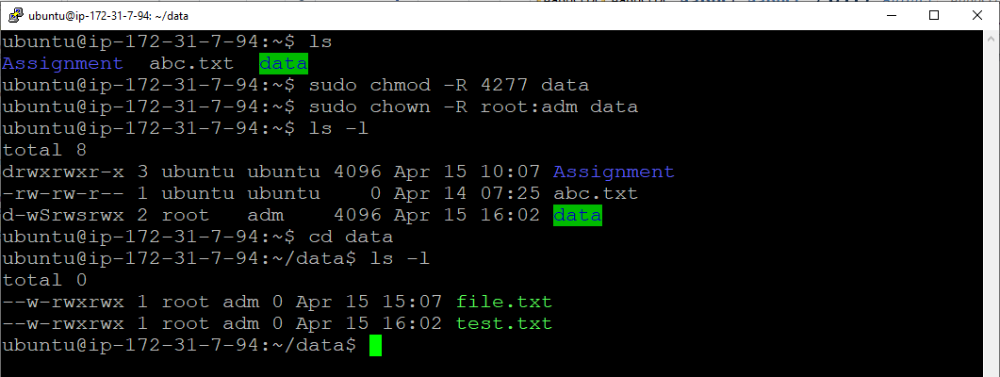 ubuntu@ip-172-31-7-94: ~/data
ubuntu@ip-172-31-7-94:~$ ls
Assignment  abc.txt  data
ubuntu@ip-172-31-7-94:~$ sudo chmod -R 4277 data
ubuntu@ip-172-31-7-94:~$ sudo chown -R root:adm data
ubuntu@ip-172-31-7-94:~$ ls -l
total 8
drwxrwxr-x 3 ubuntu ubuntu 4096 Apr 15 10:07 Assignment
-rw-rw-r-- 1 ubuntu ubuntu    0 Apr 14 07:25 abc.txt
d-wSrwsrwx 2 root   adm    4096 Apr 15 16:02 data
ubuntu@ip-172-31-7-94:~$ cd data
ubuntu@ip-172-31-7-94:~/data$ ls -l
total 0
--w-rwxrwx 1 root adm 0 Apr 15 15:07 file.txt
--w-rwxrwx 1 root adm 0 Apr 15 16:02 test.txt
ubuntu@ip-172-31-7-94:~/data$